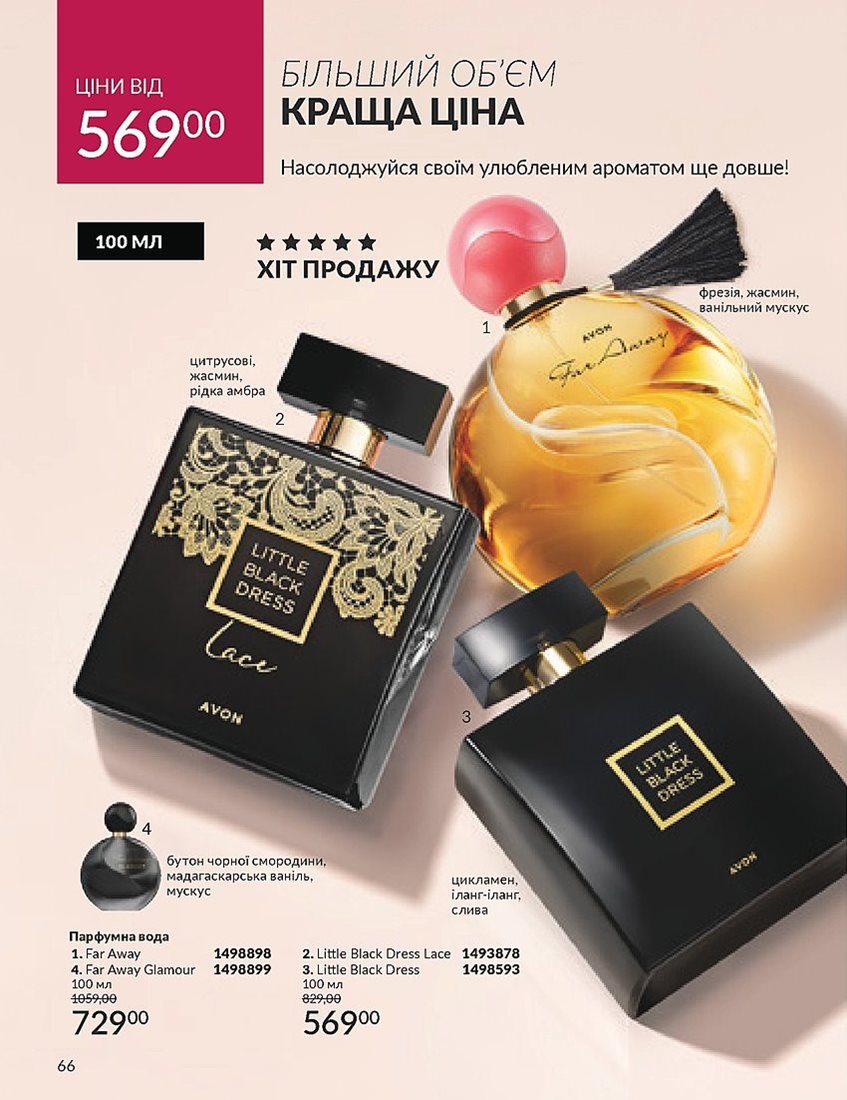 ЦІНИ ВІД
569⁰⁰
БІЛЬШИЙ ОБ'ЄМ
КРАЩА ЦІНА
Насолоджуйся своїм улюбленим ароматом ще довше!
100 МЛ
★★★★★
ХІТ ПРОДАЖУ
фрезія, жасмин,
ванільний мускус
1
AVON
Far Away
цитрусові,
жасмин,
рідка амбра
2
LITTLE
BLACK
DRESS
Lace
AVON
3
LITTLE
BLACK
DRESS
AVON
4
бутон чорної смородини,
мадагаскарська ваніль,
мускус
цикламен,
іланг-іланг,
слива
Парфумна вода
1. Far Away 1498898
4. Far Away Glamour 1498899
100 мл
1059,00
729⁰⁰
2. Little Black Dress Lace 1493878
3. Little Black Dress 1498593
100 мл
829,00
569⁰⁰
66